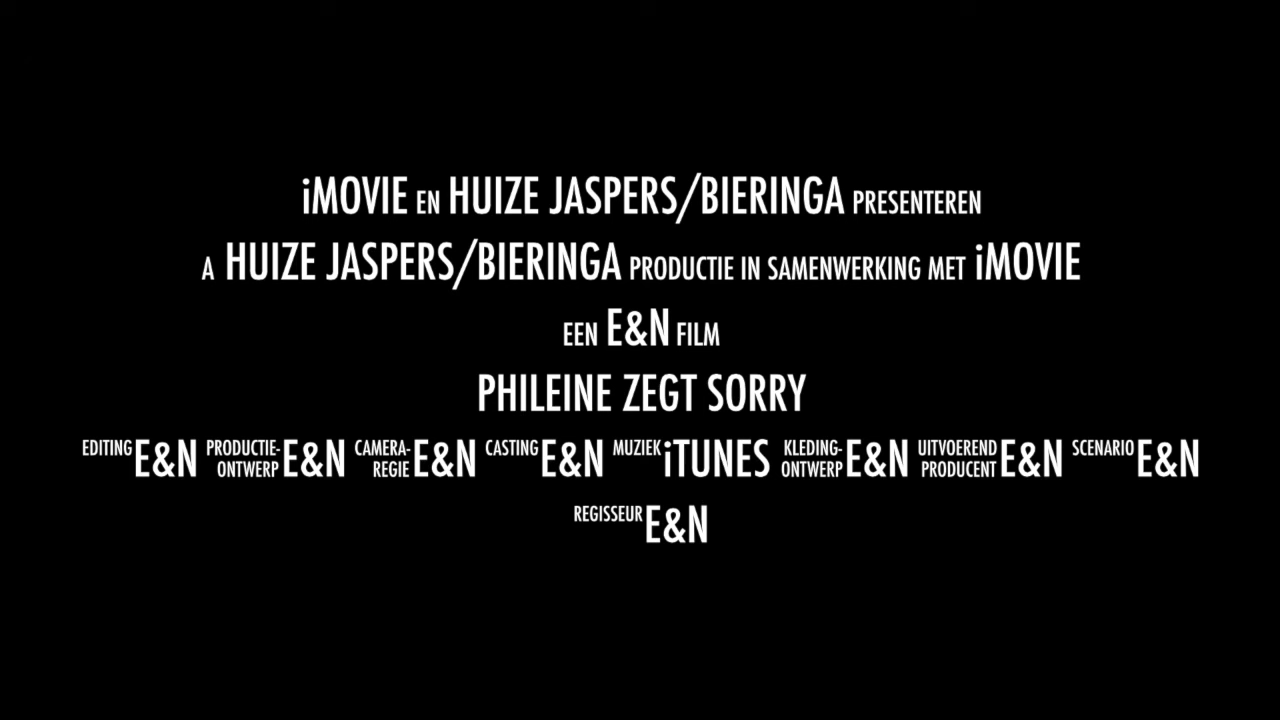 iMOVIE EN HUIZE JASPERS/BIERINGA PRESENTEREN
A HUIZE JASPERS/BIERINGA PRODUCTIE IN SAMENWERKING MET iMOVIE
EEN E&N FILM
PHILEINE ZEGT SORRY
EDITING E&N PRODUCTIE-ONTWERP E&N CAMERA-REGIE E&N CASTING E&N MUZIEK iTUNES KLEDING-ONTWERP E&N UITVOEREND PRODUCENT E&N SCENARIO E&N
REGISSEUR E&N